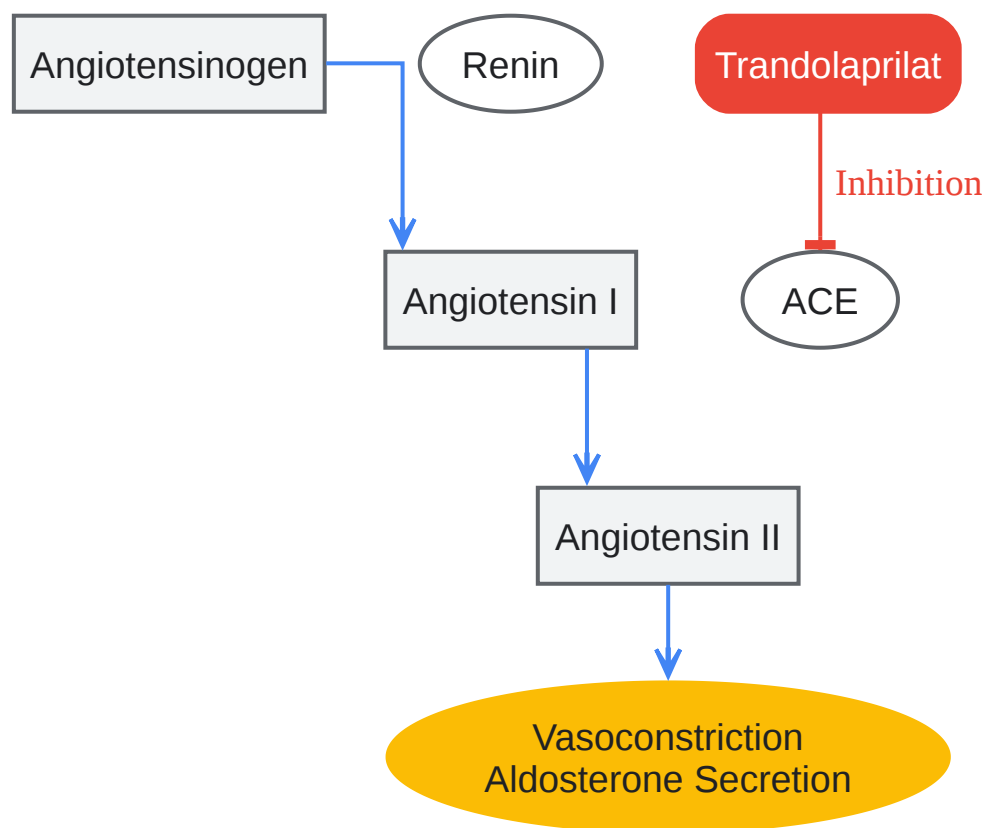 Angiotensinogen
Renin
Trandolaprilat
Inhibition
Angiotensin I
ACE
Angiotensin II
Vasoconstriction
Aldosterone Secretion